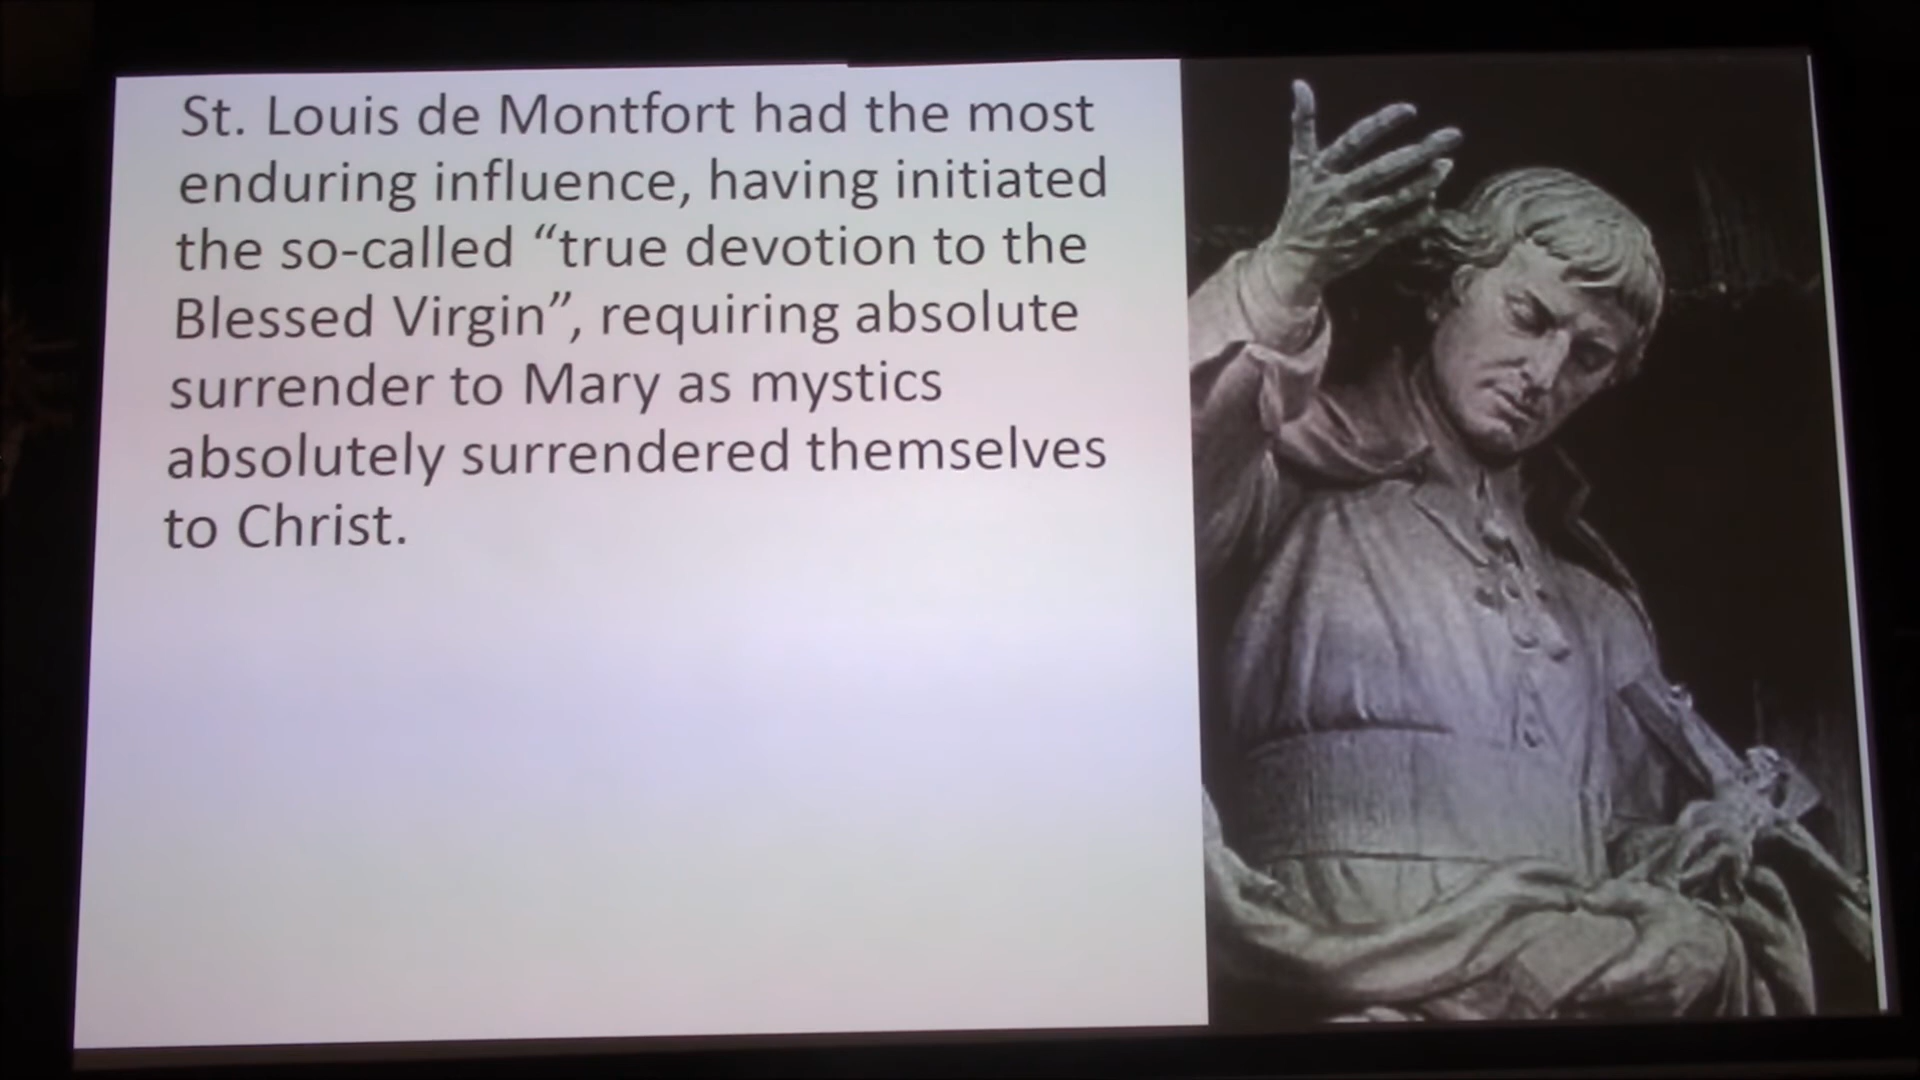 St. Louis de Montfort had the most
enduring influence, having initiated
the so-called “true devotion to the
Blessed Virgin”, requiring absolute
surrender to Mary as mystics
absolutely surrendered themselves
to Christ.